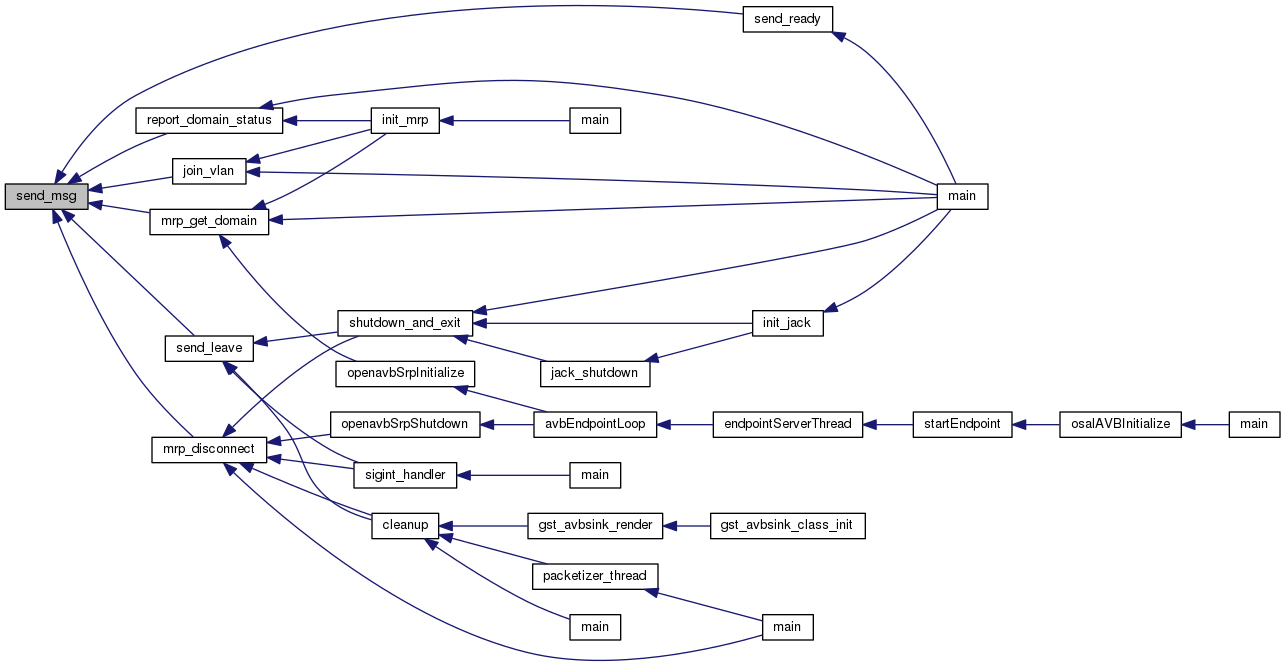 send_ready
report_domain_status
init_mrp
main
join_vlan
send_msg
main
mrp_get_domain
shutdown_and_exit
init_jack
send_leave
openavbSrpInitialize
jack_shutdown
openavbSrpShutdown
avbEndpointLoop
endpointServerThread
startEndpoint
osalAVBInitialize
main
mrp_disconnect
sigint_handler
main
cleanup
gst_avbsink_render
gst_avbsink_class_init
packetizer_thread
main
main